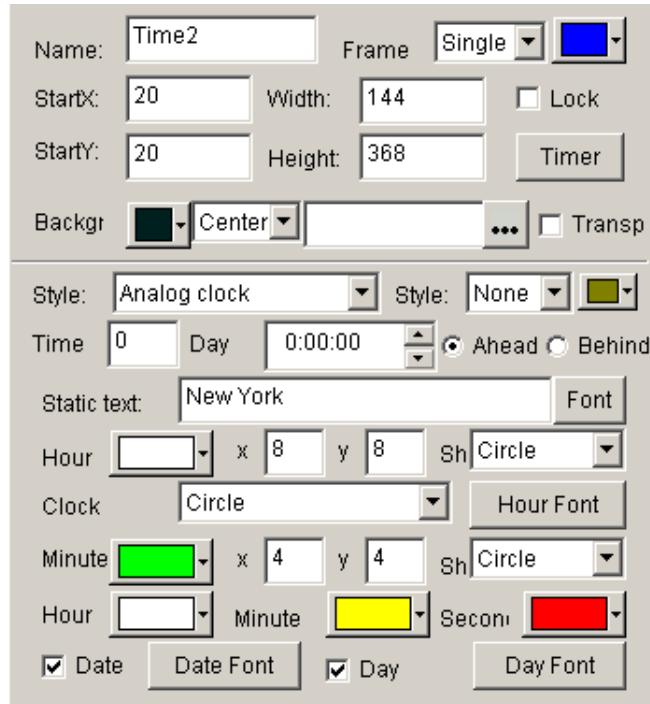 Name: Time2 Frame Single
StartX: 20 Width: 144 Lock
StartY: 20 Height: 368 Timer
Backgr Center ... Transp
Style: Analog clock Style: None
Time 0 Day 0:00:00 Ahead Behind
Static text: New York Font
Hour x 8 y 8 Sh Circle
Clock Circle Hour Font
Minute x 4 y 4 Sh Circle
Hour Minute Secon
Date Date Font Day Day Font